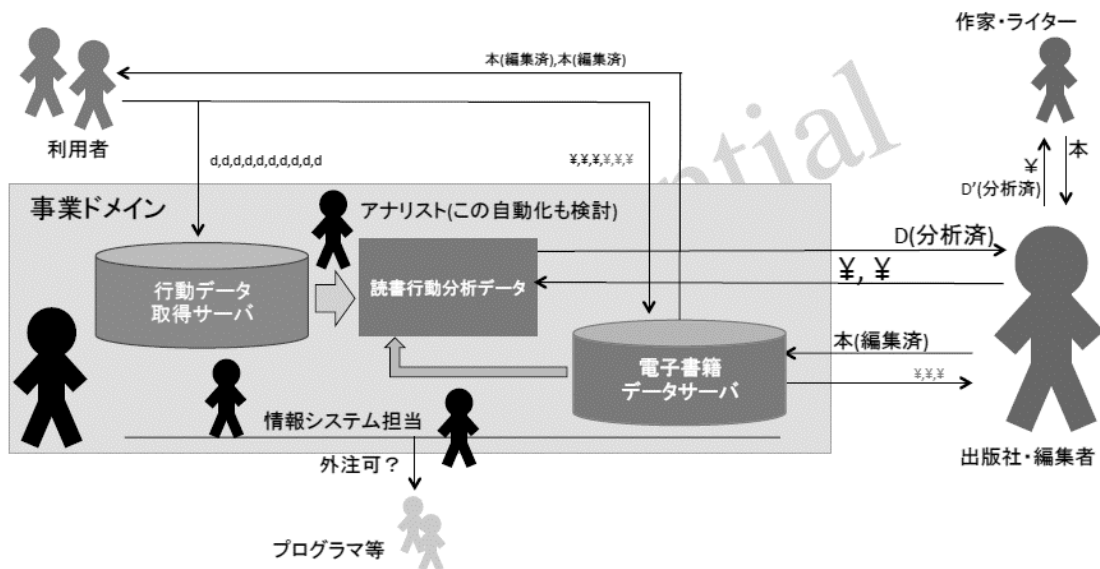 作家・ライター
本(編集済),本(編集済)
利用者
d,d,d,d,d,d,d,d,d,d
¥,¥,¥,¥,¥,¥
¥
本
D'(分析済)
事業ドメイン
アナリスト(この自動化も検討)
D(分析済)
¥, ¥
行動データ
取得サーバ
読書行動分析データ
本(編集済)
電子書籍
データサーバ
¥,¥,¥
情報システム担当
外注可？
出版社・編集者
プログラマ等